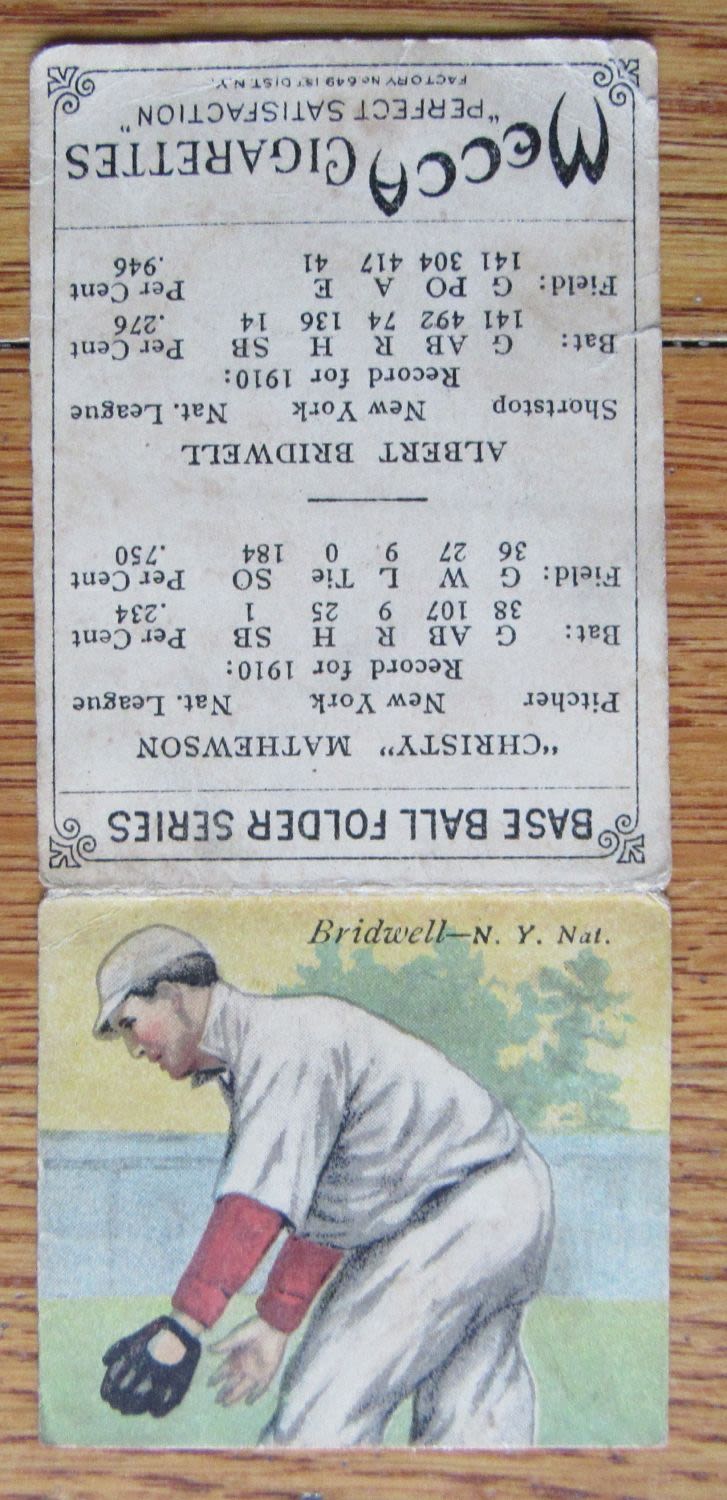 BASE BALL FOLDER SERIES
"CHRISTY" MATHEWSON
Pitcher New York Nat. League
Record for 1910:
Bat: G AB R H SB Per Cent
38 107 9 25 1 .234
Field: G W L Tie SO Per Cent
36 27 9 0 184 .750
ALBERT BRIDWELL
Shortstop New York Nat. League
Record for 1910:
Bat: G AB R H SB Per Cent
141 492 74 136 14 .276
Field: G PO A E Per Cent
141 304 417 41 .946
MECCA CIGARETTES
"PERFECT SATISFACTION"
FACTORY No. 649 1ST DIST. N.Y.
Bridwell—N. Y. Nat.